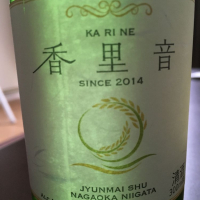 KA RI NE
香里音
SINCE 2014
JYUNMAI SHU
NAGAOKA NIIGATA